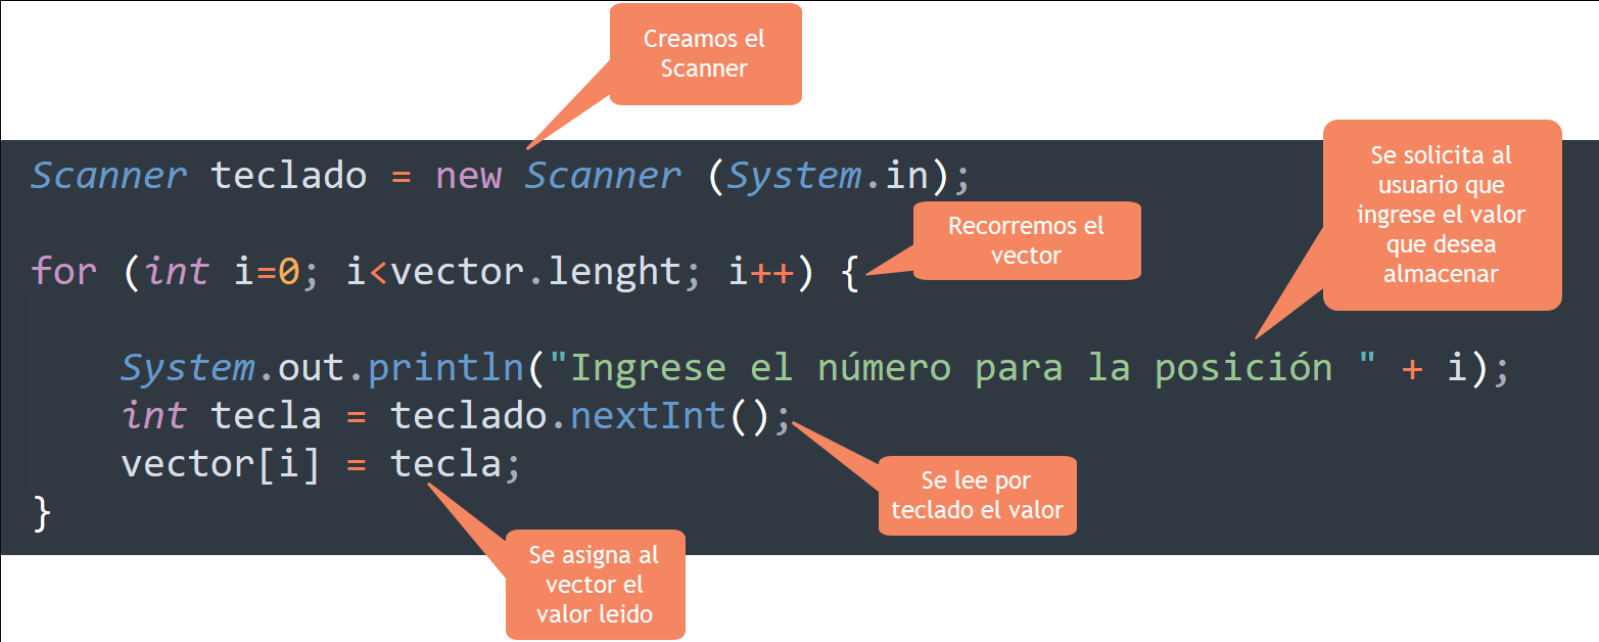 Creamos el
Scanner
Scanner teclado = new Scanner (System.in);
Se solicita al
usuario que
ingrese el valor
que desea
almacenar
Recorremos el
vector
for (int i=0; i<vector.lenght; i++) {
System.out.println("Ingrese el número para la posición " + i);
int tecla = teclado.nextInt();
vector[i] = tecla;
Se lee por
teclado el valor
}
Se asigna al
vector el
valor leido